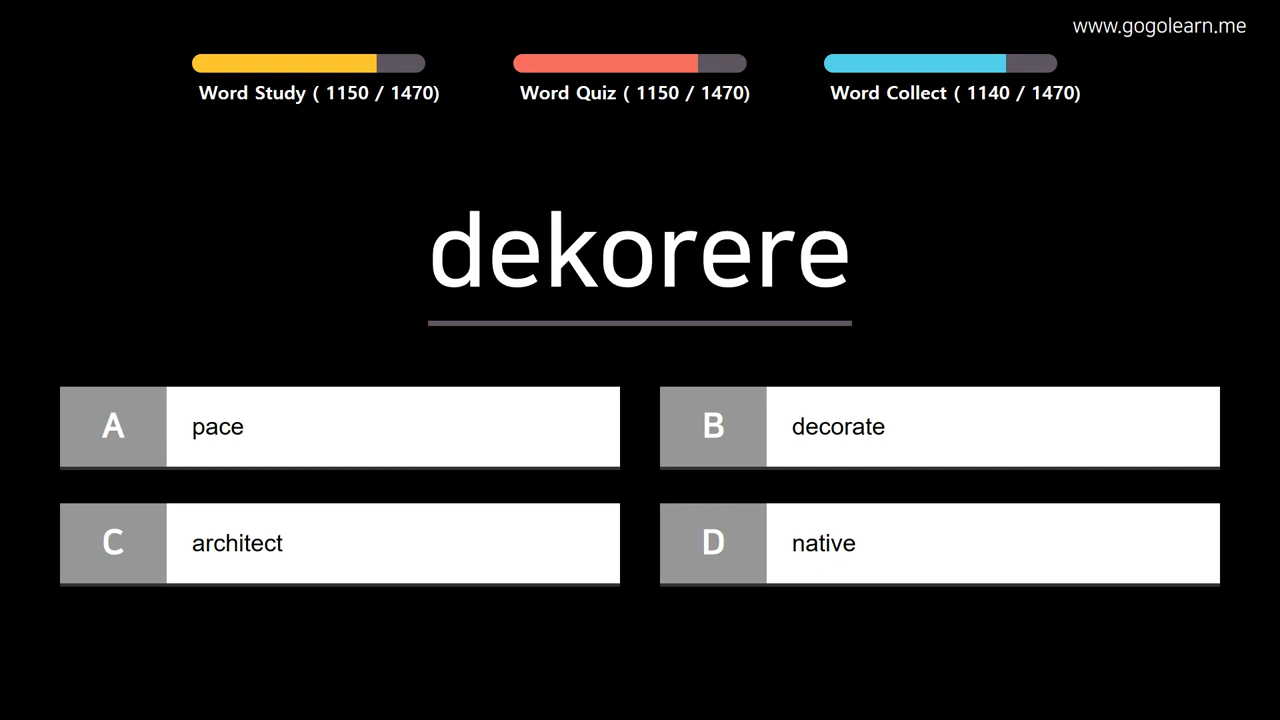 www.gogolearn.me
Word Study ( 1150 / 1470)
Word Quiz ( 1150 / 1470)
Word Collect ( 1140 / 1470)
dekorere
A pace
B decorate
C architect
D native